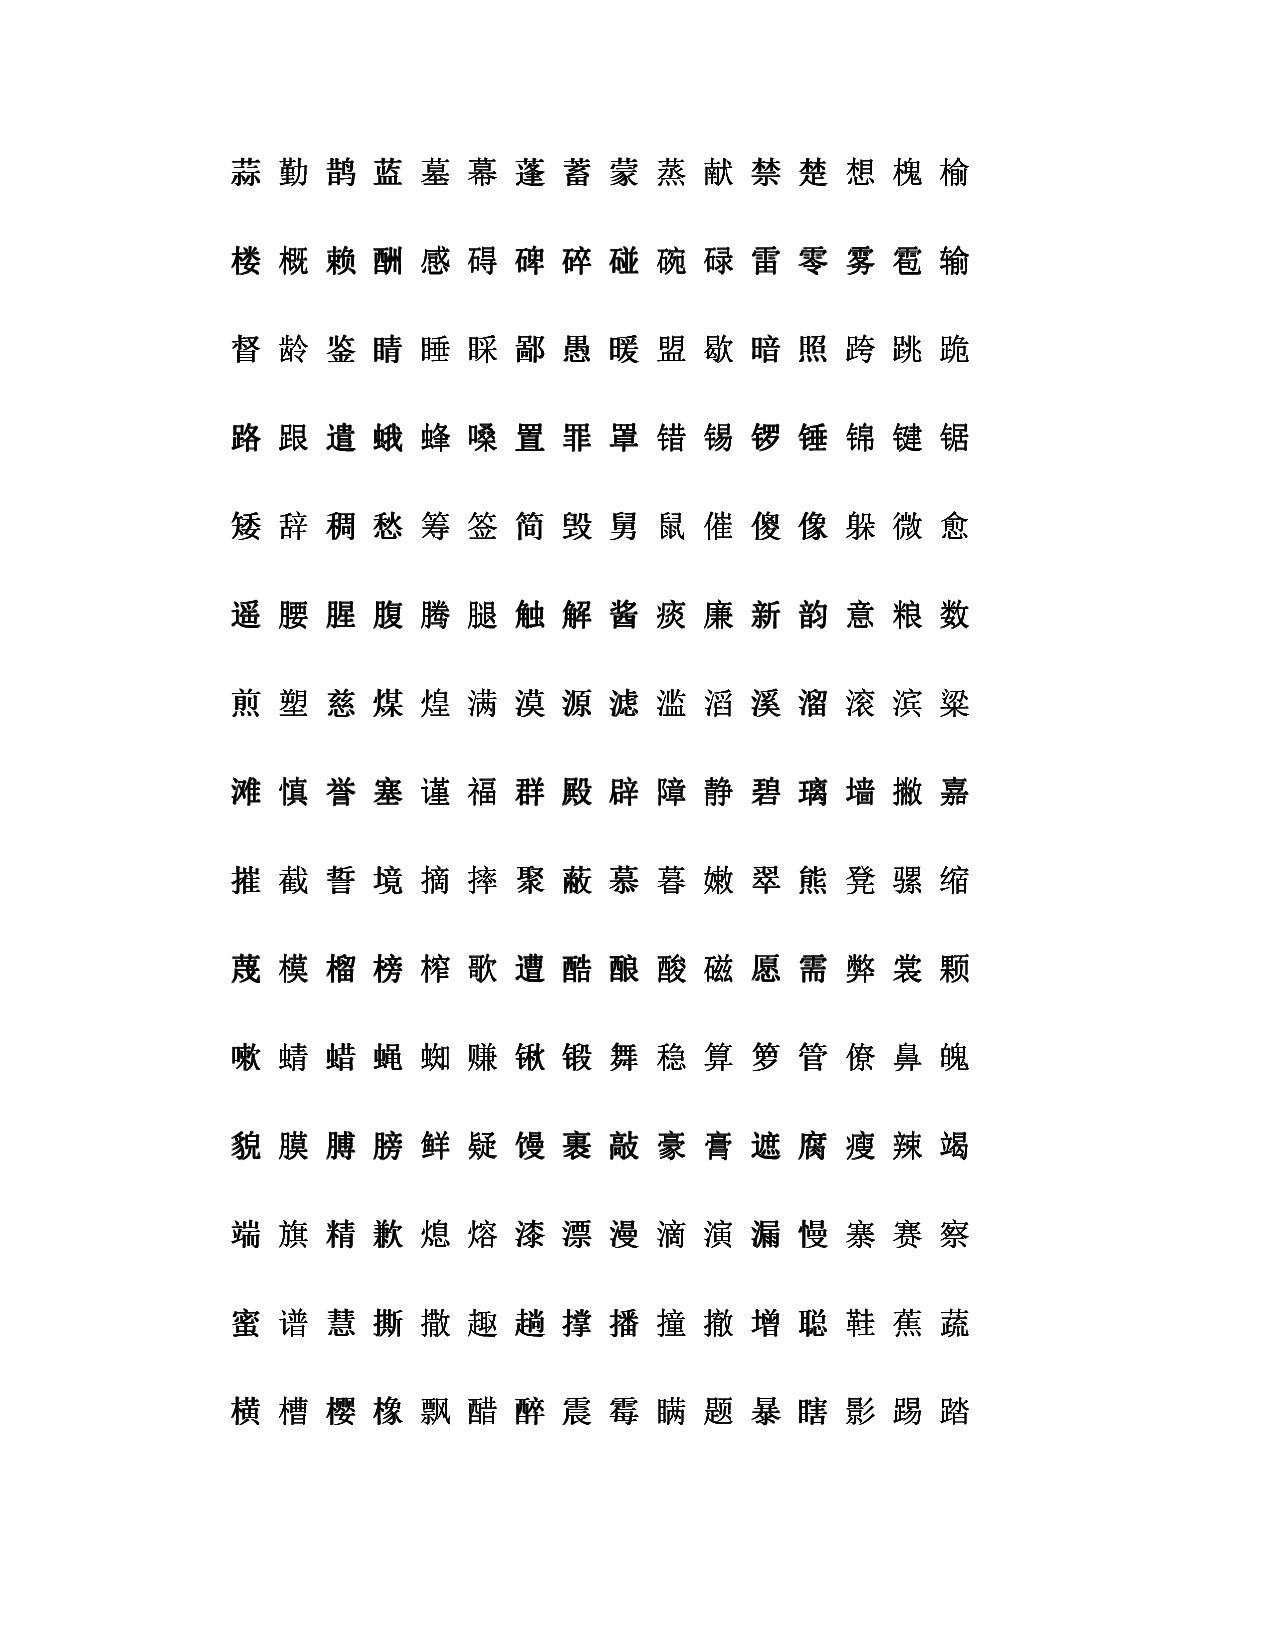 蒜 勤 鹊 蓝 墓 幕 蓬 蓄 蒙 蒸 献 禁 楚 想 槐 榆
楼 概 赖 酬 感 碍 碑 碎 碰 碗 碌 雷 零 雾 雹 输
督 龄 鉴 睛 睡 睬 鄙 愚 暖 盟 歇 暗 照 跨 跳 跪
路 跟 遣 蛾 蜂 嗓 置 罪 罩 错 锡 锣 锤 锦 键 锯
矮 辞 稠 愁 筹 签 简 毁 舅 鼠 催 傻 像 躲 微 愈
遥 腰 腥 腹 腾 腿 触 解 酱 痰 廉 新 韵 意 粮 数
煎 塑 慈 煤 煌 满 漠 源 滤 滥 滔 溪 溜 滚 滨 粱
滩 慎 誉 塞 谨 福 群 殿 辟 障 静 碧 璃 墙 撇 嘉
摧 截 誓 境 摘 摔 聚 蔽 慕 暮 嫩 翠 熊 凳 骡 缩
蔑 模 榴 榜 榨 歌 遭 酷 酿 酸 磁 愿 需 弊 裳 颗
嗽 蜻 蜡 蝇 蜘 赚 锹 锻 舞 稳 算 箩 管 僚 鼻 魄
貌 膜 膊 膀 鲜 疑 馒 裹 敲 豪 膏 遮 腐 瘦 辣 竭
端 旗 精 歉 熄 熔 漆 漂 漫 滴 演 漏 慢 寨 赛 察
蜜 谱 慧 撕 撒 趣 趟 撑 播 撞 撤 增 聪 鞋 蕉 蔬
横 槽 樱 橡 飘 醋 醉 震 霉 瞒 题 暴 瞎 影 踢 踏